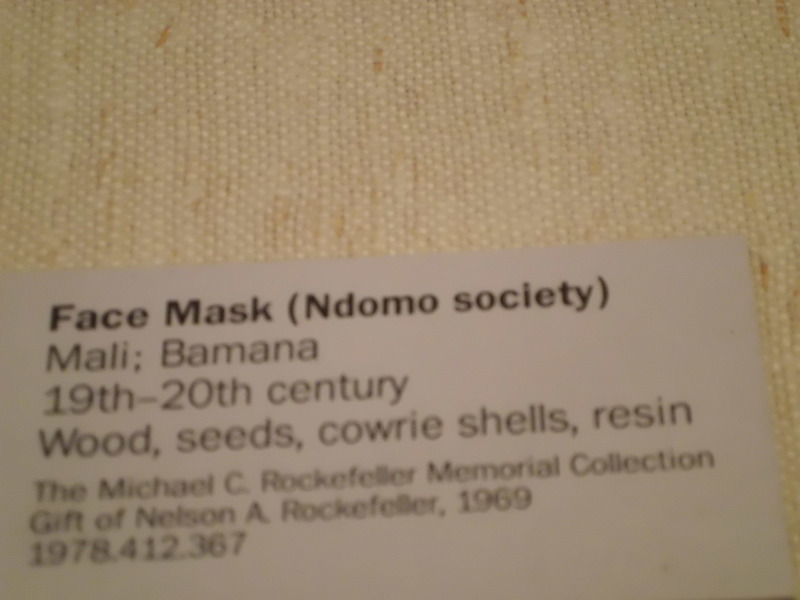 Face Mask (Ndomo society)
Mali; Bamana
19th–20th century
Wood, seeds, cowrie shells, resin
The Michael C. Rockefeller Memorial Collection
Gift of Nelson A. Rockefeller, 1969
1978.412.367